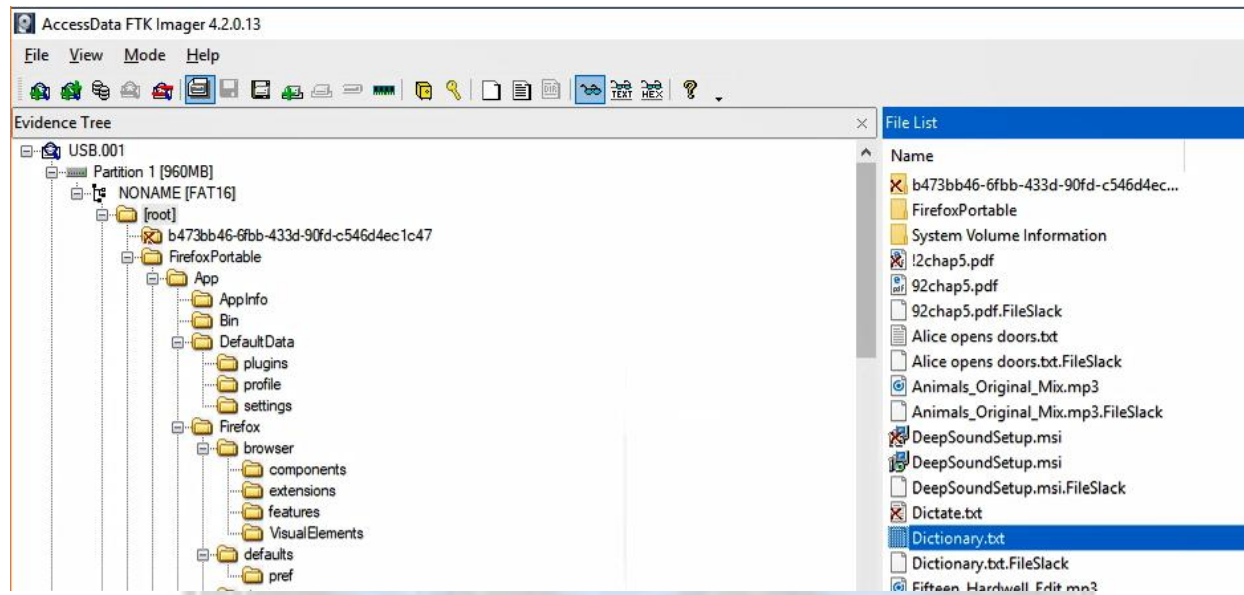 AccessData FTK Imager 4.2.0.13
File View Mode Help
TEXT HEX
Evidence Tree
USB.001
Partition 1 [960MB]
NONAME [FAT16]
[root]
b473bb46-6fbb-433d-90fd-c546d4ec1c47
FirefoxPortable
App
AppInfo
Bin
DefaultData
plugins
profile
settings
Firefox
browser
components
extensions
features
VisualElements
defaults
pref
File List
Name
b473bb46-6fbb-433d-90fd-c546d4ec...
FirefoxPortable
System Volume Information
!2chap5.pdf
92chap5.pdf
92chap5.pdf.FileSlack
Alice opens doors.txt
Alice opens doors.txt.FileSlack
Animals_Original_Mix.mp3
Animals_Original_Mix.mp3.FileSlack
DeepSoundSetup.msi
DeepSoundSetup.msi
DeepSoundSetup.msi.FileSlack
Dictate.txt
Dictionary.txt
Dictionary.txt.FileSlack
Fifteen_Hardwell_Edit.mp3